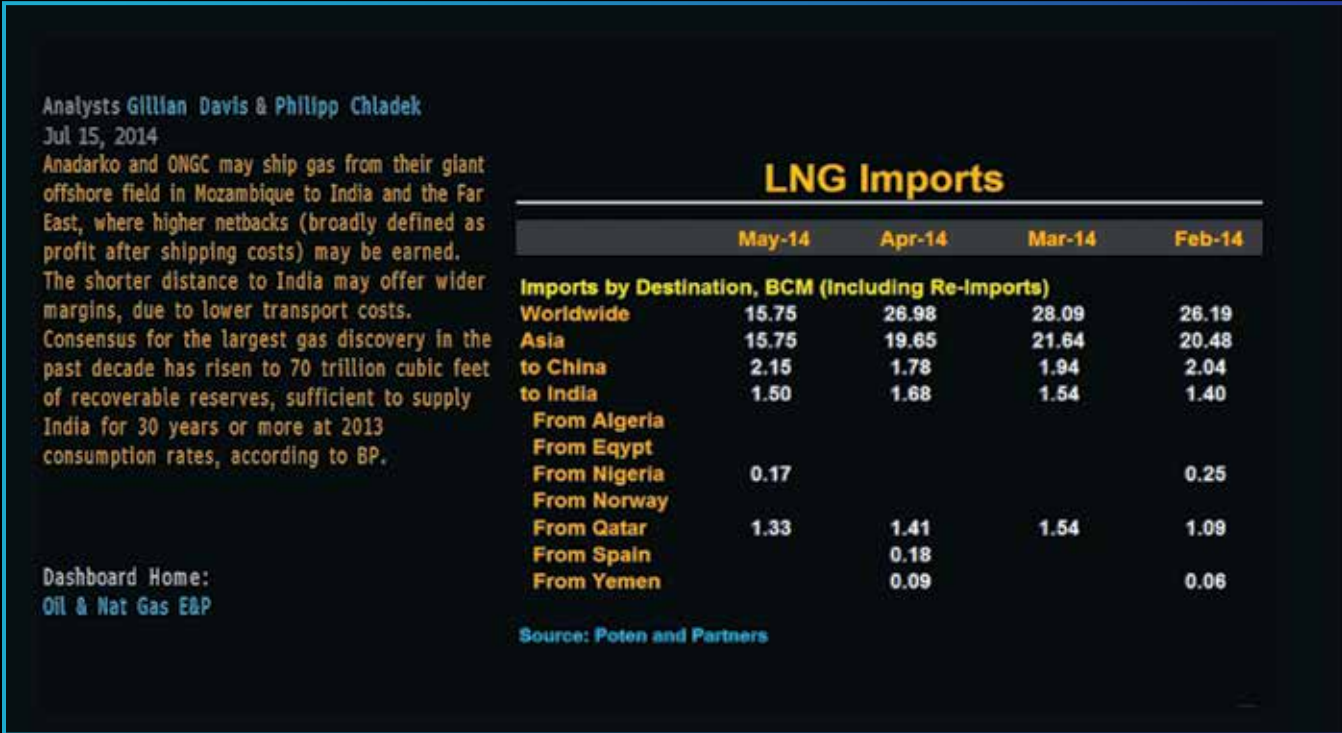 Analysts Gillian Davis & Philipp Chladek
Jul 15, 2014
Anadarko and ONGC may ship gas from their giant
offshore field in Mozambique to India and the Far
East, where higher netbacks (broadly defined as
profit after shipping costs) may be earned.
The shorter distance to India may offer wider
margins, due to lower transport costs.
Consensus for the largest gas discovery in the
past decade has risen to 70 trillion cubic feet
of recoverable reserves, sufficient to supply
India for 30 years or more at 2013
consumption rates, according to BP.
Dashboard Home:
Oil & Nat Gas E&P
LNG Imports
May-14 Apr-14 Mar-14 Feb-14
Imports by Destination, BCM (Including Re-Imports)
Worldwide 15.75 26.98 28.09 26.19
Asia 15.75 19.65 21.64 20.48
to China 2.15 1.78 1.94 2.04
to India 1.50 1.68 1.54 1.40
From Algeria
From Eqypt
From Nigeria 0.17 0.25
From Norway
From Qatar 1.33 1.41 1.54 1.09
From Spain 0.18
From Yemen 0.09 0.06
Source: Poten and Partners